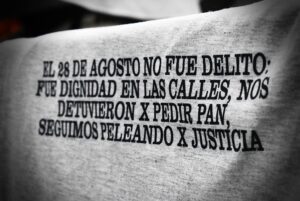 EL 28 DE AGOSTO NO FUE DELITO:
FUE DIGNIDAD EN LAS CALLES, NOS
DETUVIERON X PEDIR PAN,
SEGUIMOS PELEANDO X JUSTICIA